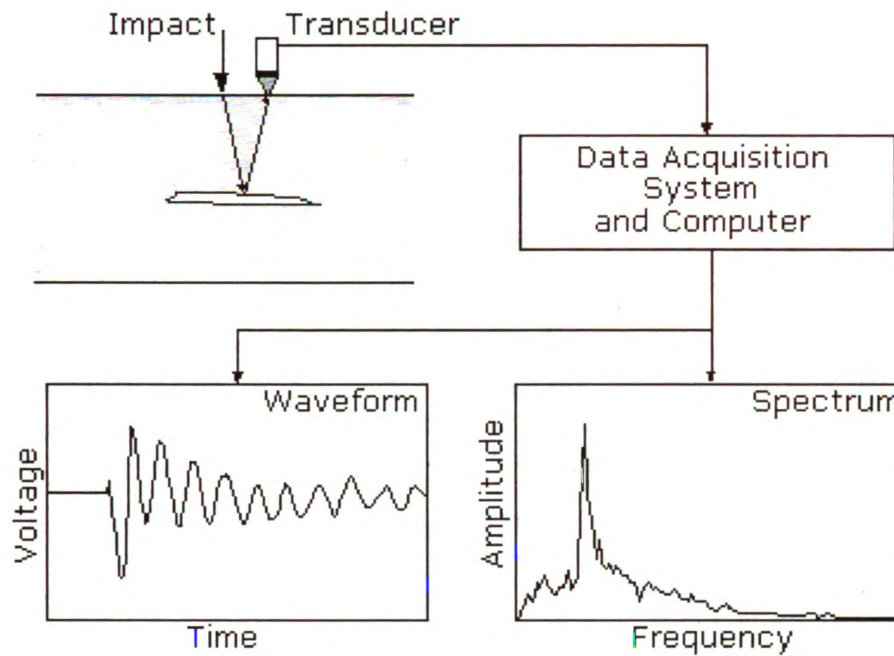 Impact Transducer
Data Acquisition
System
and Computer
Waveform
Voltage
Time
Spectrum
Amplitude
Frequency